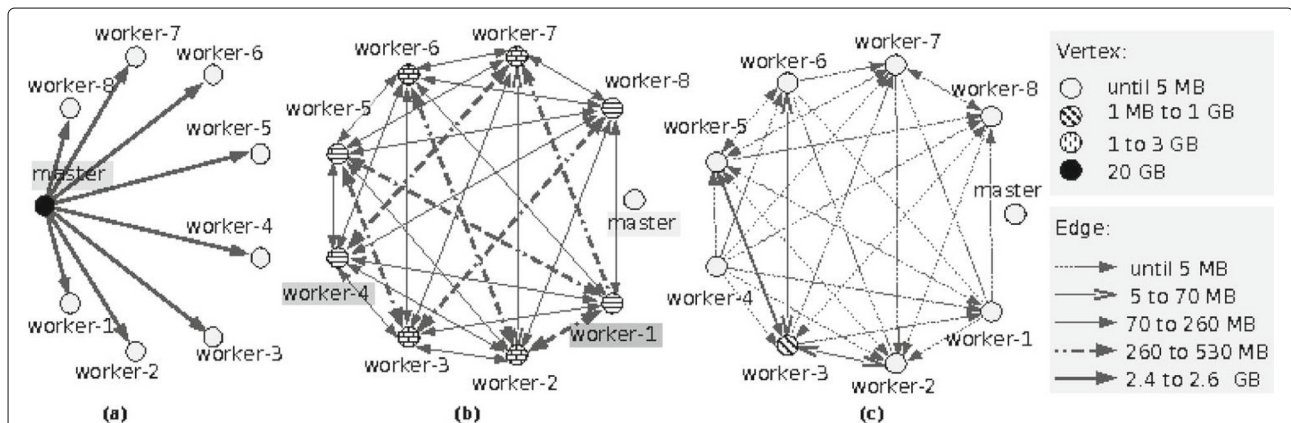 worker-7
worker-6
worker-8
worker-5
master
worker-4
worker-1
worker-3
worker-2
(a)
worker-7
worker-6
worker-8
worker-5
master
worker-4
worker-1
worker-3
worker-2
(b)
worker-7
worker-6
worker-8
worker-5
master
worker-4
worker-1
worker-3
worker-2
(c)
Vertex:
until 5 MB
1 MB to 1 GB
1 to 3 GB
20 GB
Edge:
until 5 MB
5 to 70 MB
70 to 260 MB
260 to 530 MB
2.4 to 2.6 GB